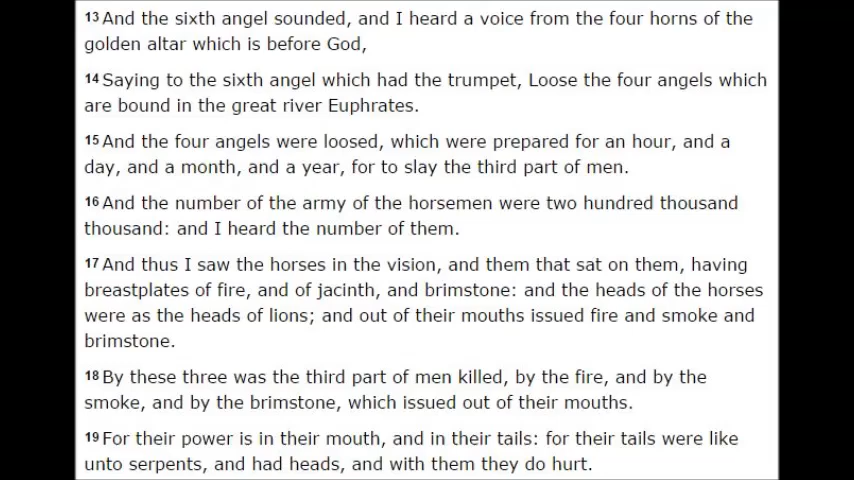 13 And the sixth angel sounded, and I heard a voice from the four horns of the
golden altar which is before God,
14 Saying to the sixth angel which had the trumpet, Loose the four angels which
are bound in the great river Euphrates.
15 And the four angels were loosed, which were prepared for an hour, and a
day, and a month, and a year, for to slay the third part of men.
16 And the number of the army of the horsemen were two hundred thousand
thousand: and I heard the number of them.
17 And thus I saw the horses in the vision, and them that sat on them, having
breastplates of fire, and of jacinth, and brimstone: and the heads of the horses
were as the heads of lions; and out of their mouths issued fire and smoke and
brimstone.
18 By these three was the third part of men killed, by the fire, and by the
smoke, and by the brimstone, which issued out of their mouths.
19 For their power is in their mouth, and in their tails: for their tails were like
unto serpents, and had heads, and with them they do hurt.